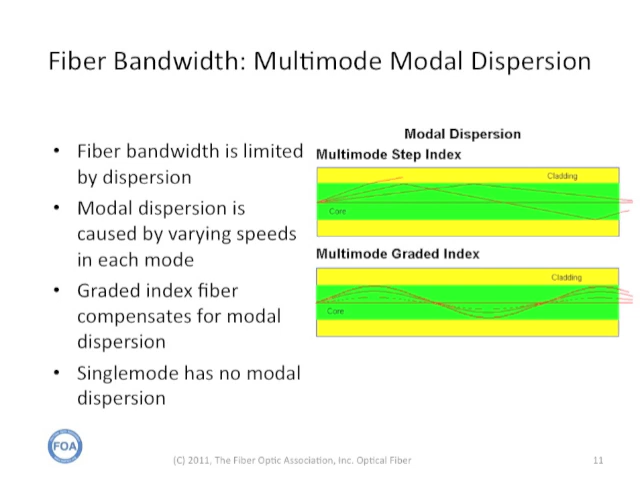 Fiber Bandwidth: Multimode Modal Dispersion
• Fiber bandwidth is limited
by dispersion
• Modal dispersion is
caused by varying speeds
in each mode
• Graded index fiber
compensates for modal
dispersion
• Singlemode has no modal
dispersion
Modal Dispersion
Multimode Step Index
Cladding
Core
Multimode Graded Index
Cladding
Core
FOA
(C) 2011, The Fiber Optic Association, Inc. Optical Fiber
11